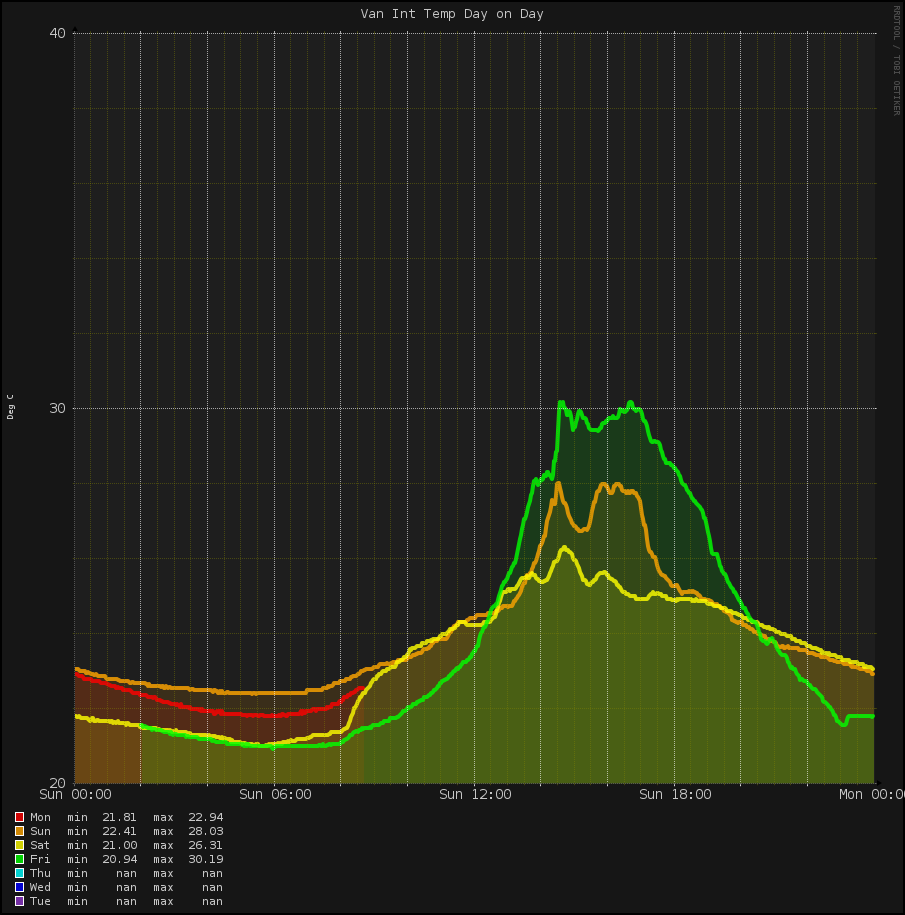 Van Int Temp Day on Day
RRDTOOL / TOBI OETIKER
40
30
20
Deg C
Sun 00:00 Sun 06:00 Sun 12:00 Sun 18:00 Mon 00:00
Mon min 21.81 max 22.94
Sun min 22.41 max 28.03
Sat min 21.00 max 26.31
Fri min 20.94 max 30.19
Thu min nan max nan
Wed min nan max nan
Tue min nan max nan